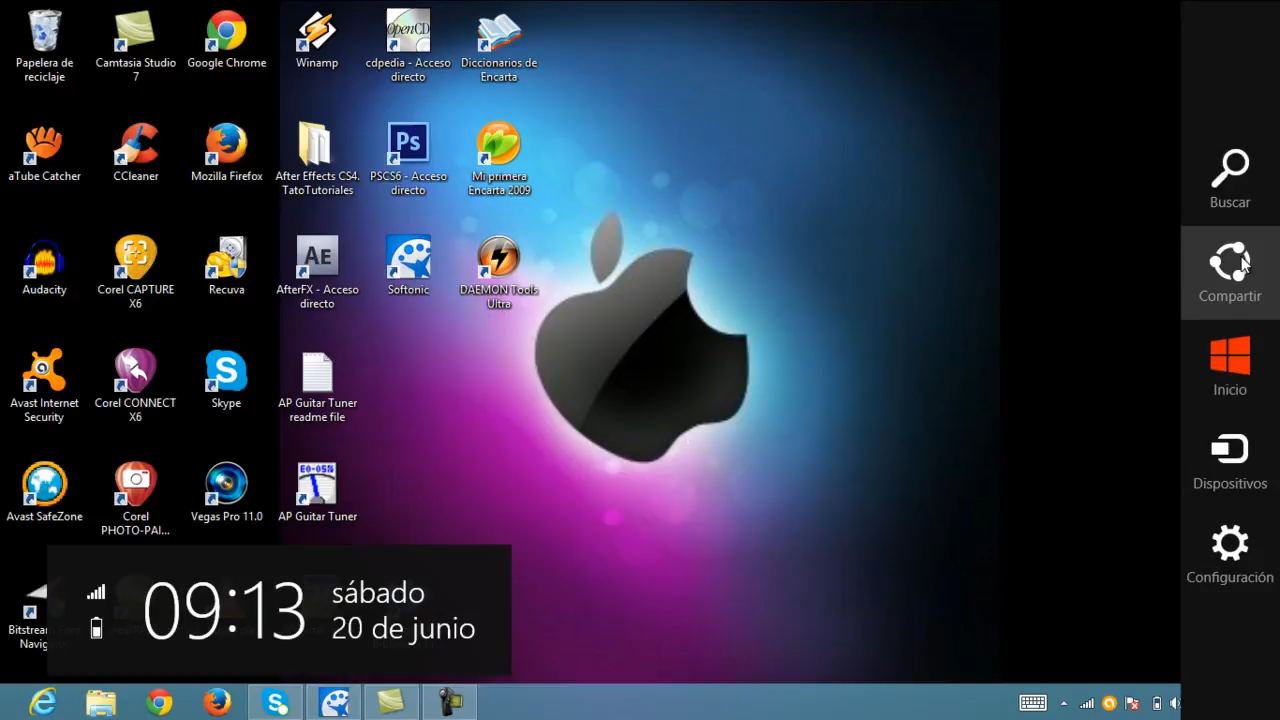 Papelera de
reciclaje
Camtasia Studio
7
Google Chrome
Winamp
OpenCD
cdpedia - Acceso
directo
Diccionarios de
Encarta
aTube Catcher
CCleaner
Mozilla Firefox
After Effects CS4.
TatoTutoriales
Ps
PSCS6 - Acceso
directo
Mi primera
Encarta 2009
Audacity
Corel CAPTURE
X6
Recuva
AE
AfterFX - Acceso
directo
Softonic
DAEMON Tools
Ultra
Avast Internet
Security
Corel CONNECT
X6
Skype
AP Guitar Tuner
readme file
Avast SafeZone
Corel
PHOTO-PAI...
Vegas Pro 11.0
AP Guitar Tuner
Bitstream
Navig
09:13
sábado
20 de junio
Buscar
Compartir
Inicio
Dispositivos
Configuración